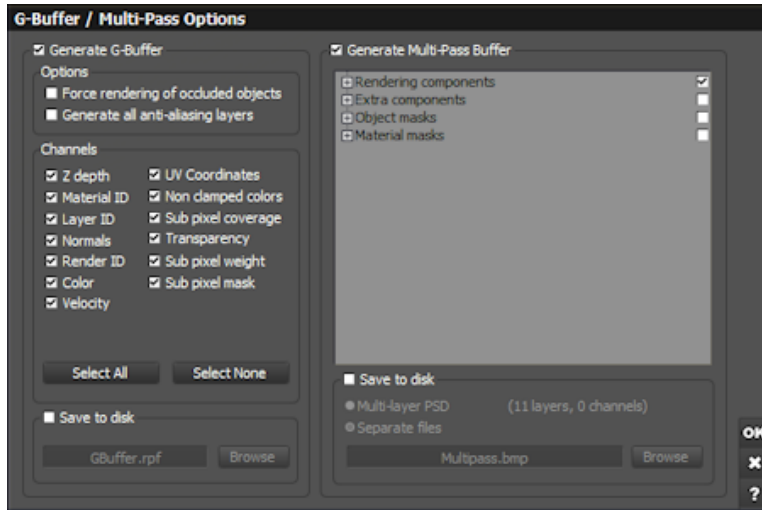 G-Buffer / Multi-Pass Options
Generate G-Buffer
Options
Force rendering of occluded objects
Generate all anti-aliasing layers
Channels
Z depth
Material ID
Layer ID
Normals
Render ID
Color
Velocity
UV Coordinates
Non clamped colors
Sub pixel coverage
Transparency
Sub pixel weight
Sub pixel mask
Select All
Select None
Save to disk
GBuffer.rpf
Browse
Generate Multi-Pass Buffer
Rendering components
Extra components
Object masks
Material masks
Save to disk
Multi-layer PSD (11 layers, 0 channels)
Separate files
Multipass.bmp
Browse
OK
?